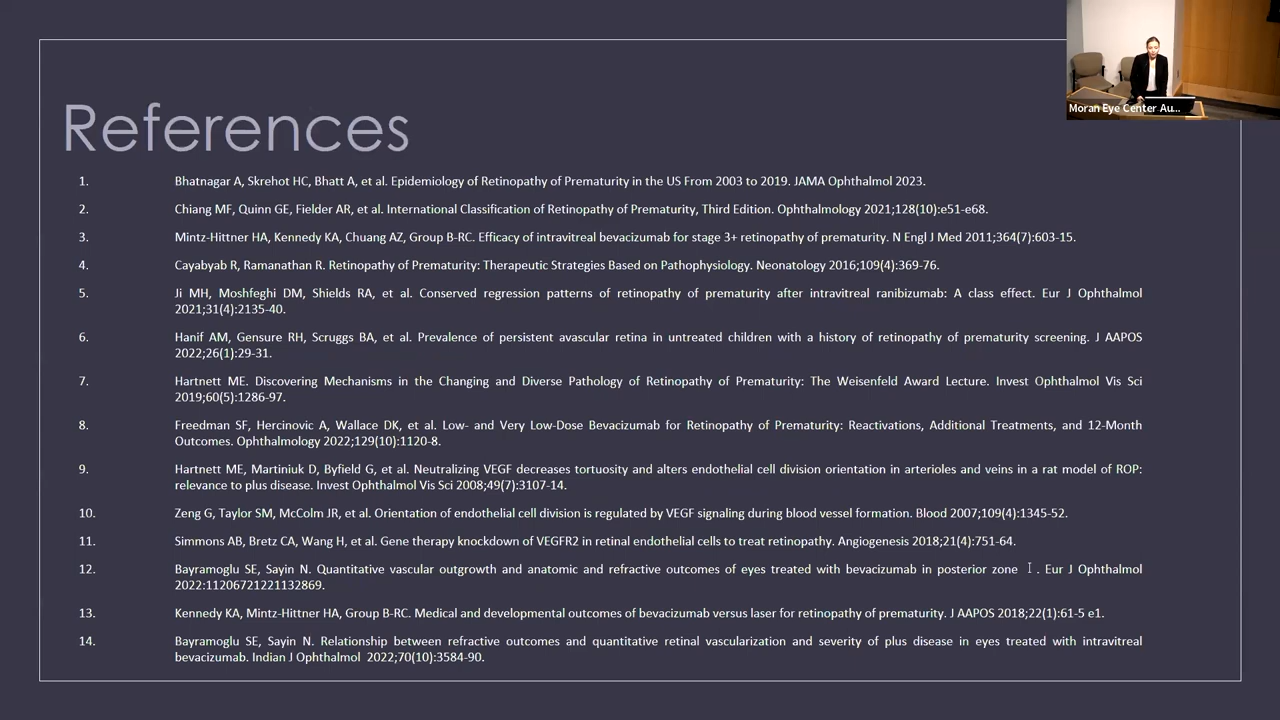 Moran Eye Center Au...
References
1. Bhatnagar A, Skrehot HC, Bhatt A, et al. Epidemiology of Retinopathy of Prematurity in the US From 2003 to 2019. JAMA Ophthalmol 2023.
2. Chiang MF, Quinn GE, Fielder AR, et al. International Classification of Retinopathy of Prematurity, Third Edition. Ophthalmology 2021;128(10):e51-e68.
3. Mintz-Hittner HA, Kennedy KA, Chuang AZ, Group B-RC. Efficacy of intravitreal bevacizumab for stage 3+ retinopathy of prematurity. N Engl J Med 2011;364(7):603-15.
4. Cayabyab R, Ramanathan R. Retinopathy of Prematurity: Therapeutic Strategies Based on Pathophysiology. Neonatology 2016;109(4):369-76.
5. Ji MH, Moshfeghi DM, Shields RA, et al. Conserved regression patterns of retinopathy of prematurity after intravitreal ranibizumab: A class effect. Eur J Ophthalmol
2021;31(4):2135-40.
6. Hanif AM, Gensure RH, Scruggs BA, et al. Prevalence of persistent avascular retina in untreated children with a history of retinopathy of prematurity screening. J AAPOS
2022;26(1):29-31.
7. Hartnett ME. Discovering Mechanisms in the Changing and Diverse Pathology of Retinopathy of Prematurity: The Weisenfeld Award Lecture. Invest Ophthalmol Vis Sci
2019;60(5):1286-97.
8. Freedman SF, Hercinovic A, Wallace DK, et al. Low- and Very Low-Dose Bevacizumab for Retinopathy of Prematurity: Reactivations, Additional Treatments, and 12-Month
Outcomes. Ophthalmology 2022;129(10):1120-8.
9. Hartnett ME, Martiniuk D, Byfield G, et al. Neutralizing VEGF decreases tortuosity and alters endothelial cell division orientation in arterioles and veins in a rat model of ROP:
relevance to plus disease. Invest Ophthalmol Vis Sci 2008;49(7):3107-14.
10. Zeng G, Taylor SM, McColm JR, et al. Orientation of endothelial cell division is regulated by VEGF signaling during blood vessel formation. Blood 2007;109(4):1345-52.
11. Simmons AB, Bretz CA, Wang H, et al. Gene therapy knockdown of VEGFR2 in retinal endothelial cells to treat retinopathy. Angiogenesis 2018;21(4):751-64.
12. Bayramoglu SE, Sayin N. Quantitative vascular outgrowth and anatomic and refractive outcomes of eyes treated with bevacizumab in posterior zone . Eur J Ophthalmol
2022:11206721221132869.
13. Kennedy KA, Mintz-Hittner HA, Group B-RC. Medical and developmental outcomes of bevacizumab versus laser for retinopathy of prematurity. J AAPOS 2018;22(1):61-5 e1.
14. Bayramoglu SE, Sayin N. Relationship between refractive outcomes and quantitative retinal vascularization and severity of plus disease in eyes treated with intravitreal
bevacizumab. Indian J Ophthalmol 2022;70(10):3584-90.